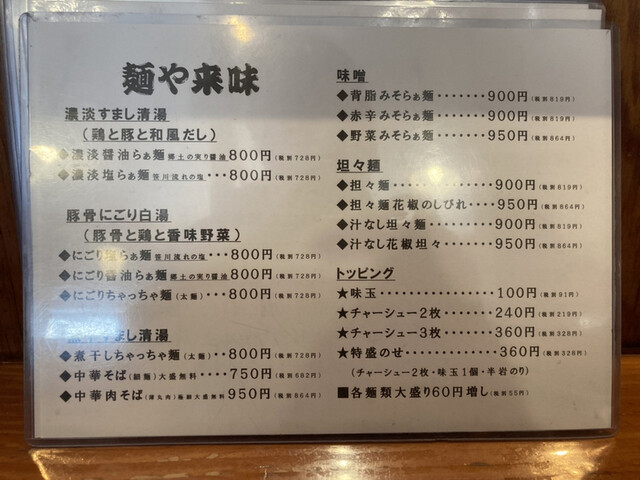 麺や来味
濃淡すまし清湯
（鶏と豚と和風だし）
◆濃淡醤油らぁ麺 郷土の実り醤油 800円（税別728円）
◆濃淡塩らぁ麺 笹川流れの塩・・・800円（税別728円）
豚骨にごり白湯
（豚骨と鶏と香味野菜）
◆にごり塩らぁ麺 笹川流れの塩・・800円（税別728円）
◆にごり醤油らぁ麺 郷土の実り醤油 800円（税別728円）
◆にごりちゃっちゃ麺（太麺）・・・800円（税別728円）
すまし清湯
◆煮干しちゃっちゃ麺（太麺）・・800円（税別728円）
◆中華そば（細麺）大盛無料・・・・750円（税別682円）
◆中華肉そば（豚丸肉）細麺大盛無料 950円（税別864円）
味噌
◆背脂みそらぁ麺・・・・・・・900円（税別819円）
◆赤辛みそらぁ麺・・・・・・・900円（税別819円）
◆野菜みそらぁ麺・・・・・・・950円（税別864円）
坦々麺
◆担々麺・・・・・・・・・・・・900円（税別819円）
◆担々麺花椒のしびれ・・・・950円（税別864円）
◆汁なし担々麺・・・・・・・・900円（税別819円）
◆汁なし花椒坦々・・・・・・950円（税別864円）
トッピング
★味玉・・・・・・・・・・・・・・・・100円（税別91円）
★チャーシュー2枚・・・・・・・240円（税別219円）
★チャーシュー3枚・・・・・・・360円（税別328円）
★特盛のせ・・・・・・・・・・・・360円（税別328円）
（チャーシュー2枚・味玉1個・半岩のり）
■各麺類大盛り60円増し（税別55円）